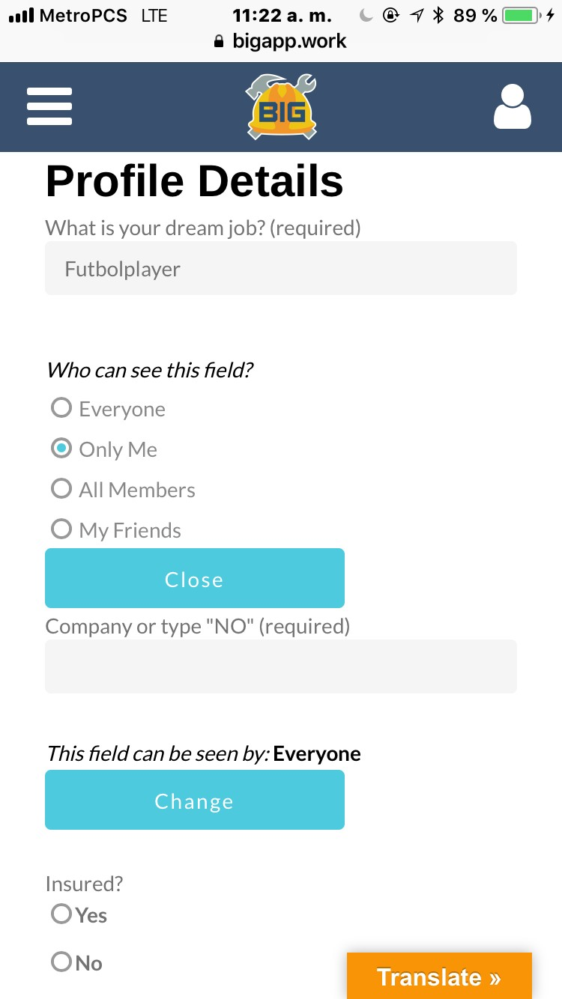 MetroPCS LTE 11:22 a. m. 89 %
bigapp.work
BIG
Profile Details
What is your dream job? (required)
Futbolplayer
Who can see this field?
Everyone
Only Me
All Members
My Friends
Close
Company or type "NO" (required)
This field can be seen by: Everyone
Change
Insured?
Yes
No
Translate »